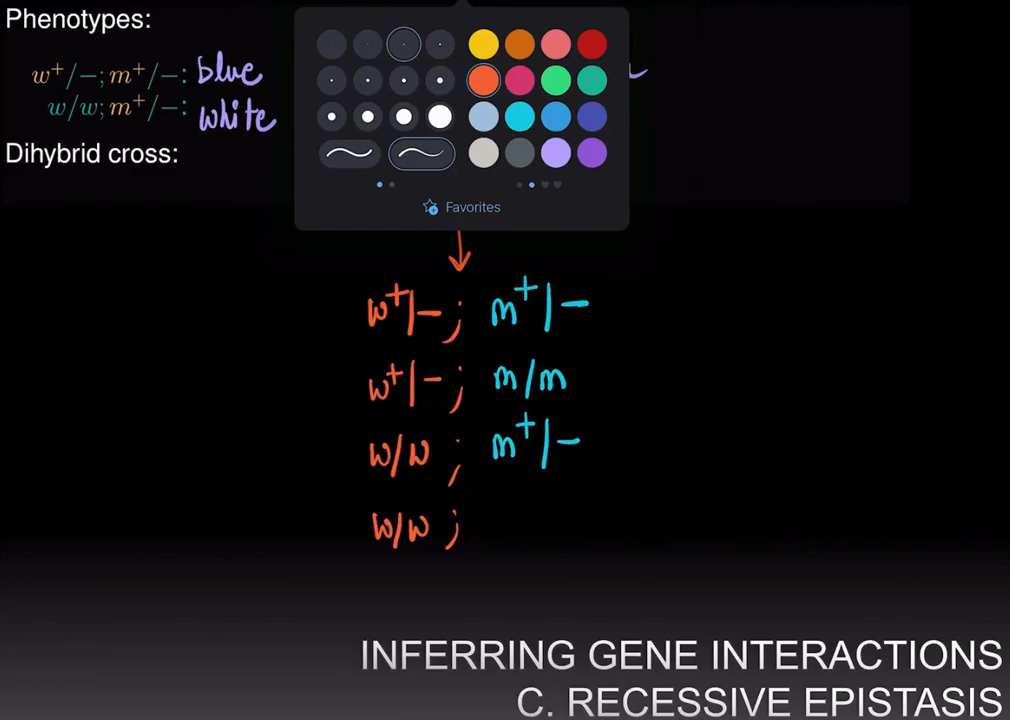 Phenotypes:
w⁺/−; m⁺/−: blue
w/w; m⁺/−: white
Dihybrid cross:
Favorites
w⁺/−; m⁺/−
w⁺/−; m/m
w/w; m⁺/−
w/w;
INFERRING GENE INTERACTIONS
C. RECESSIVE EPISTASIS